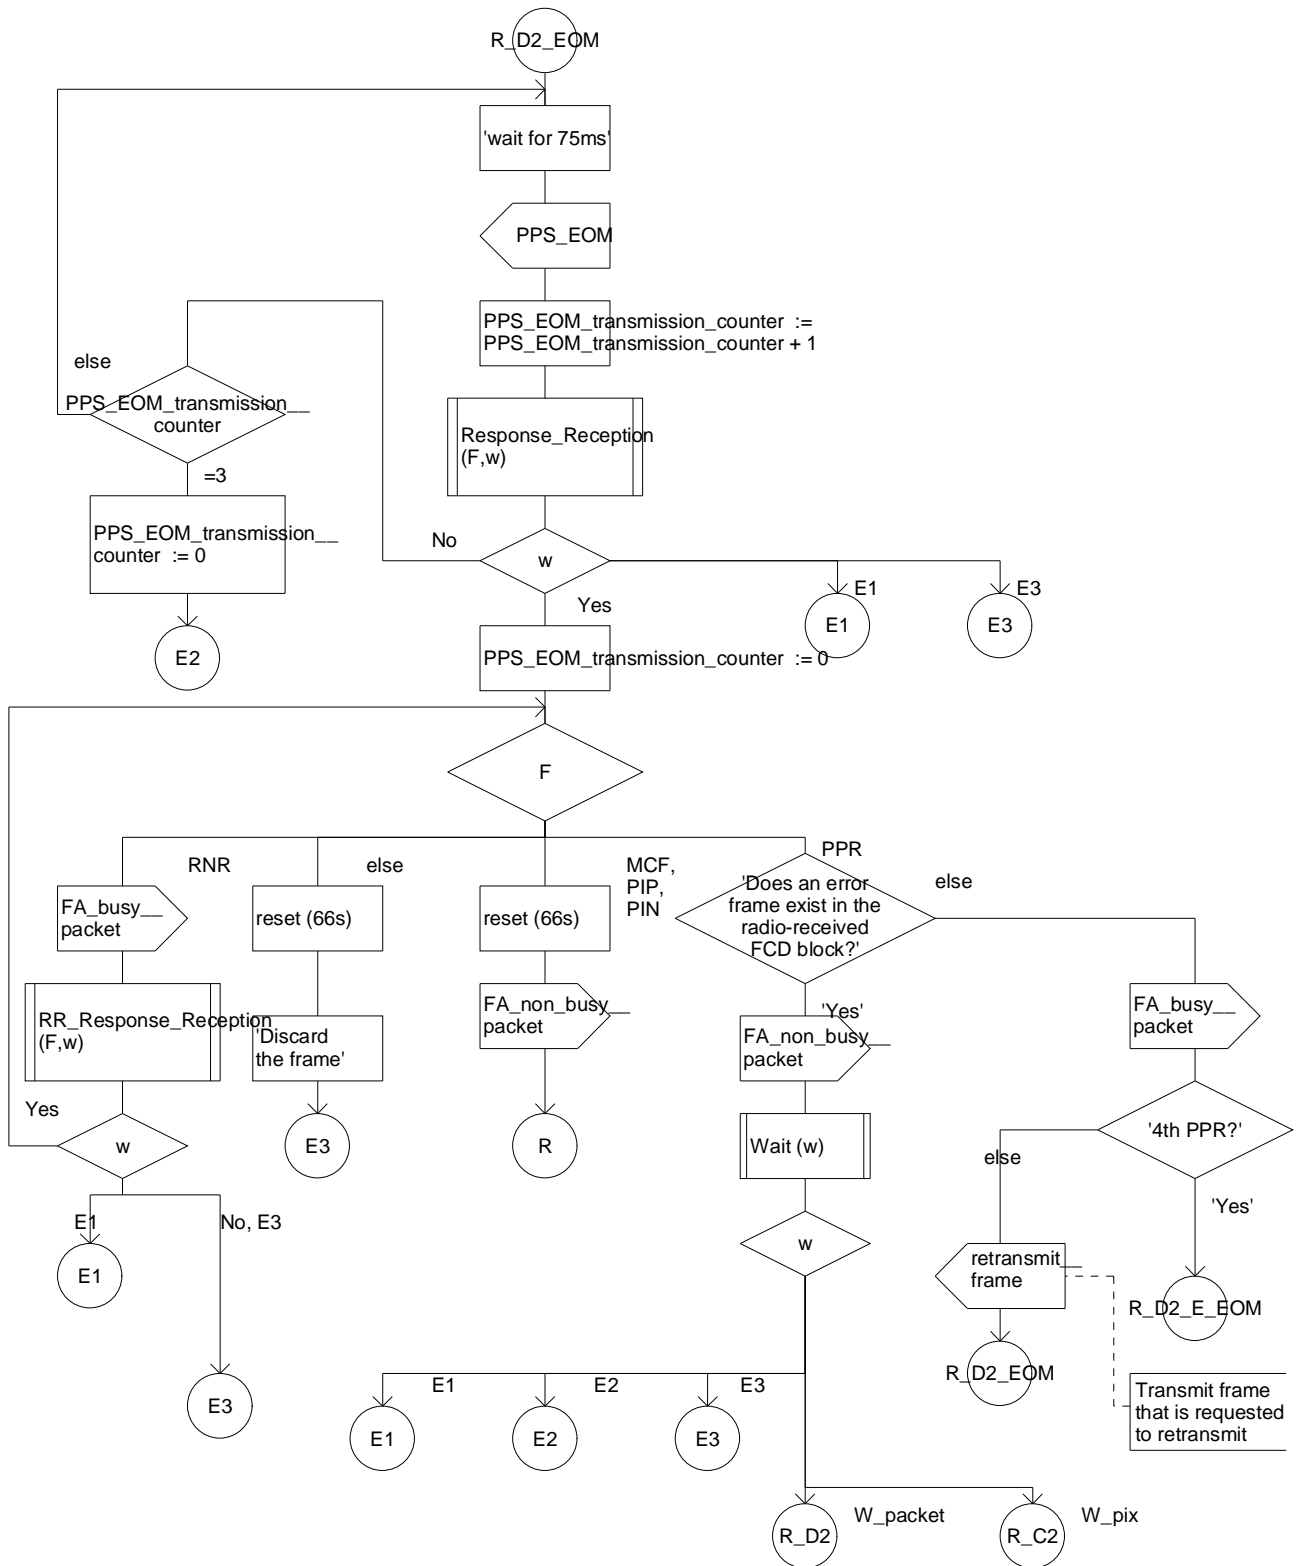 R_D2_EOM
'wait for 75ms'
PPS_EOM
PPS_EOM_transmission_counter :=
PPS_EOM_transmission_counter + 1
else
PPS_EOM_transmission__
counter
Response_Reception
(F,w)
=3
PPS_EOM_transmission__
counter := 0
No
w
E1
E3
Yes
E1
E3
E2
PPS_EOM_transmission_counter := 0
F
RNR
else
MCF,
PIP,
PIN
PPR
'Does an error
frame exist in the
radio-received
FCD block?'
else
FA_busy__
packet
reset (66s)
reset (66s)
'Yes'
FA_non_busy__
packet
FA_non_busy__
packet
FA_busy__
packet
RR_Response_Reception
(F,w)
'Discard
the frame'
Yes
w
E3
R
Wait (w)
'4th PPR?'
else
'Yes'
E1
No, E3
w
E1
retransmit__
frame
R_D2_E_EOM
R_D2_EOM
E1
E2
E3
E3
E1
E2
E3
Transmit frame
that is requested
to retransmit
W_packet
W_pix
R_D2
R_C2